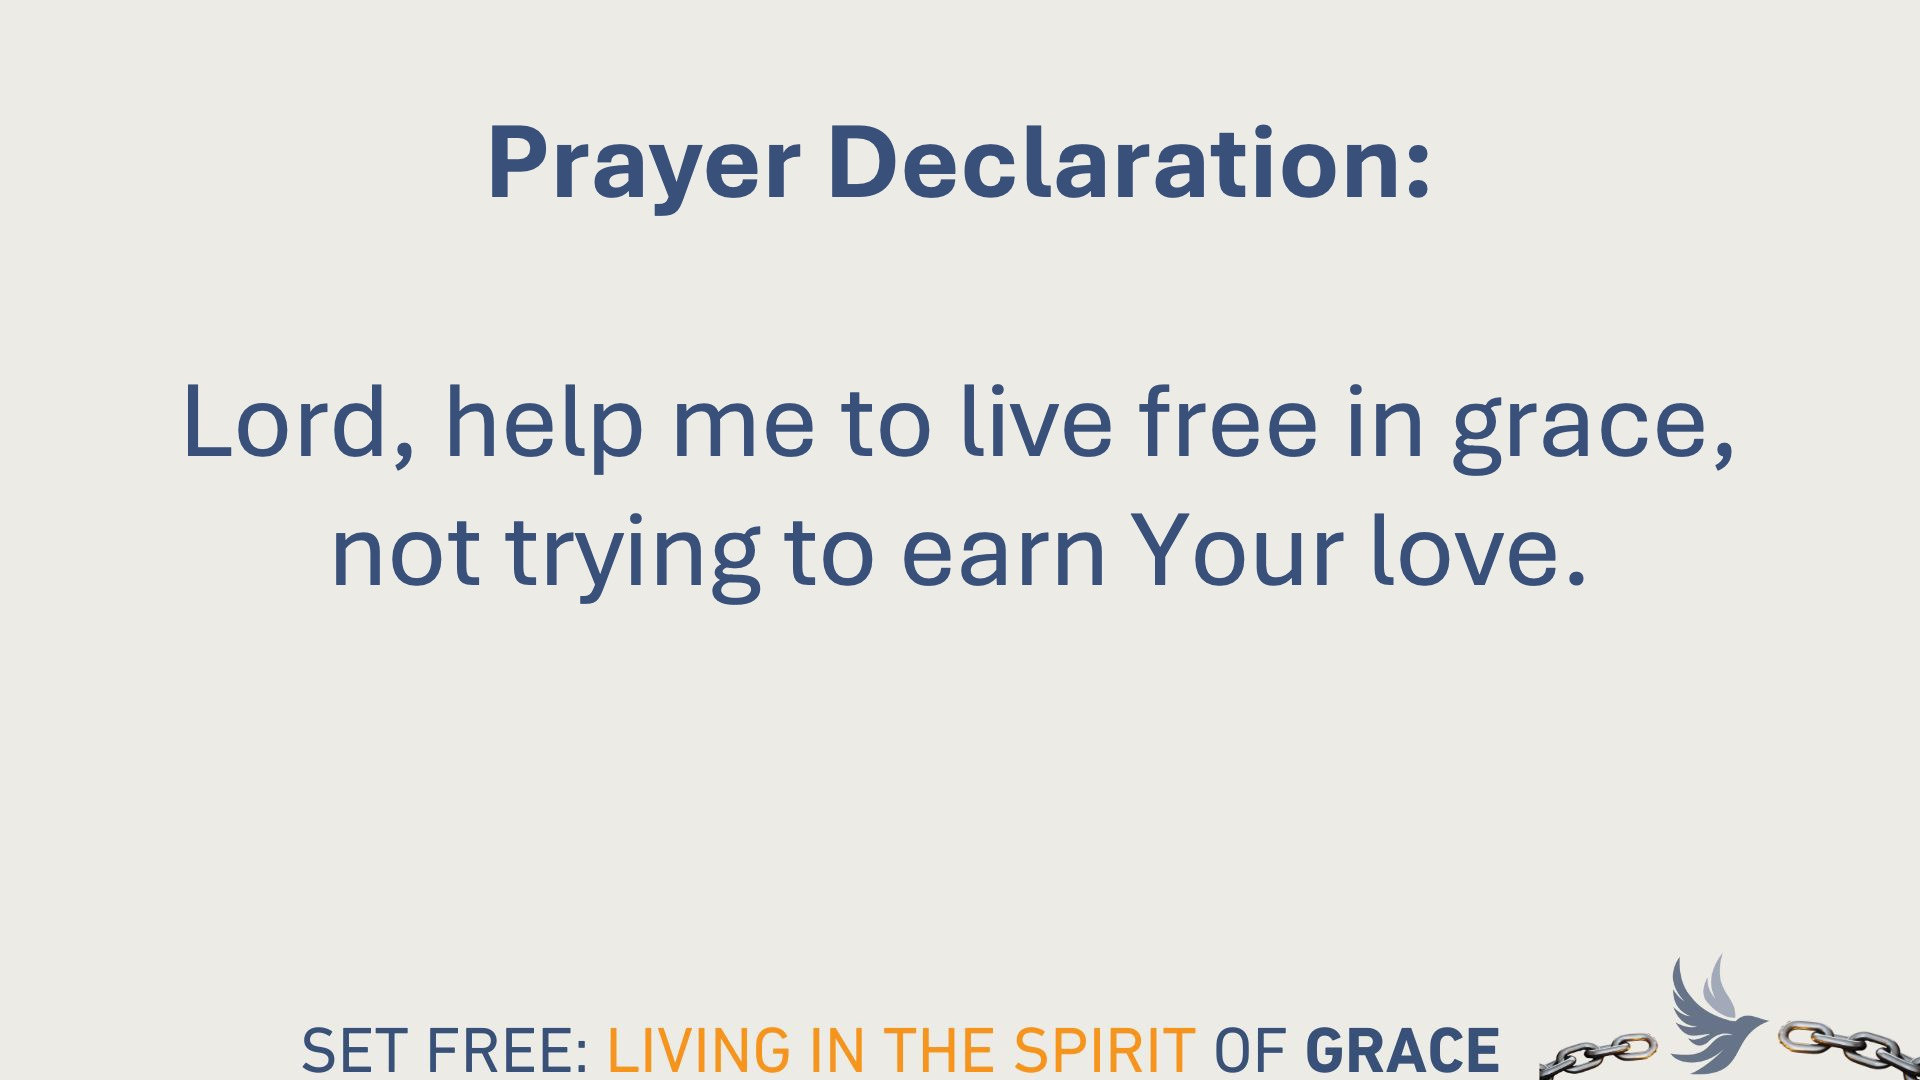 Prayer Declaration:
Lord, help me to live free in grace,
not trying to earn Your love.
SET FREE: LIVING IN THE SPIRIT OF GRACE